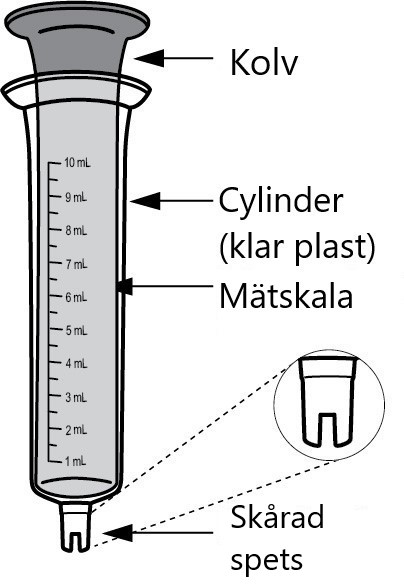 Kolv
10 mL
9 mL
8 mL
7 mL
6 mL
5 mL
4 mL
3 mL
2 mL
1 mL
Cylinder
(klar plast)
Mätskala
Skårad
spets